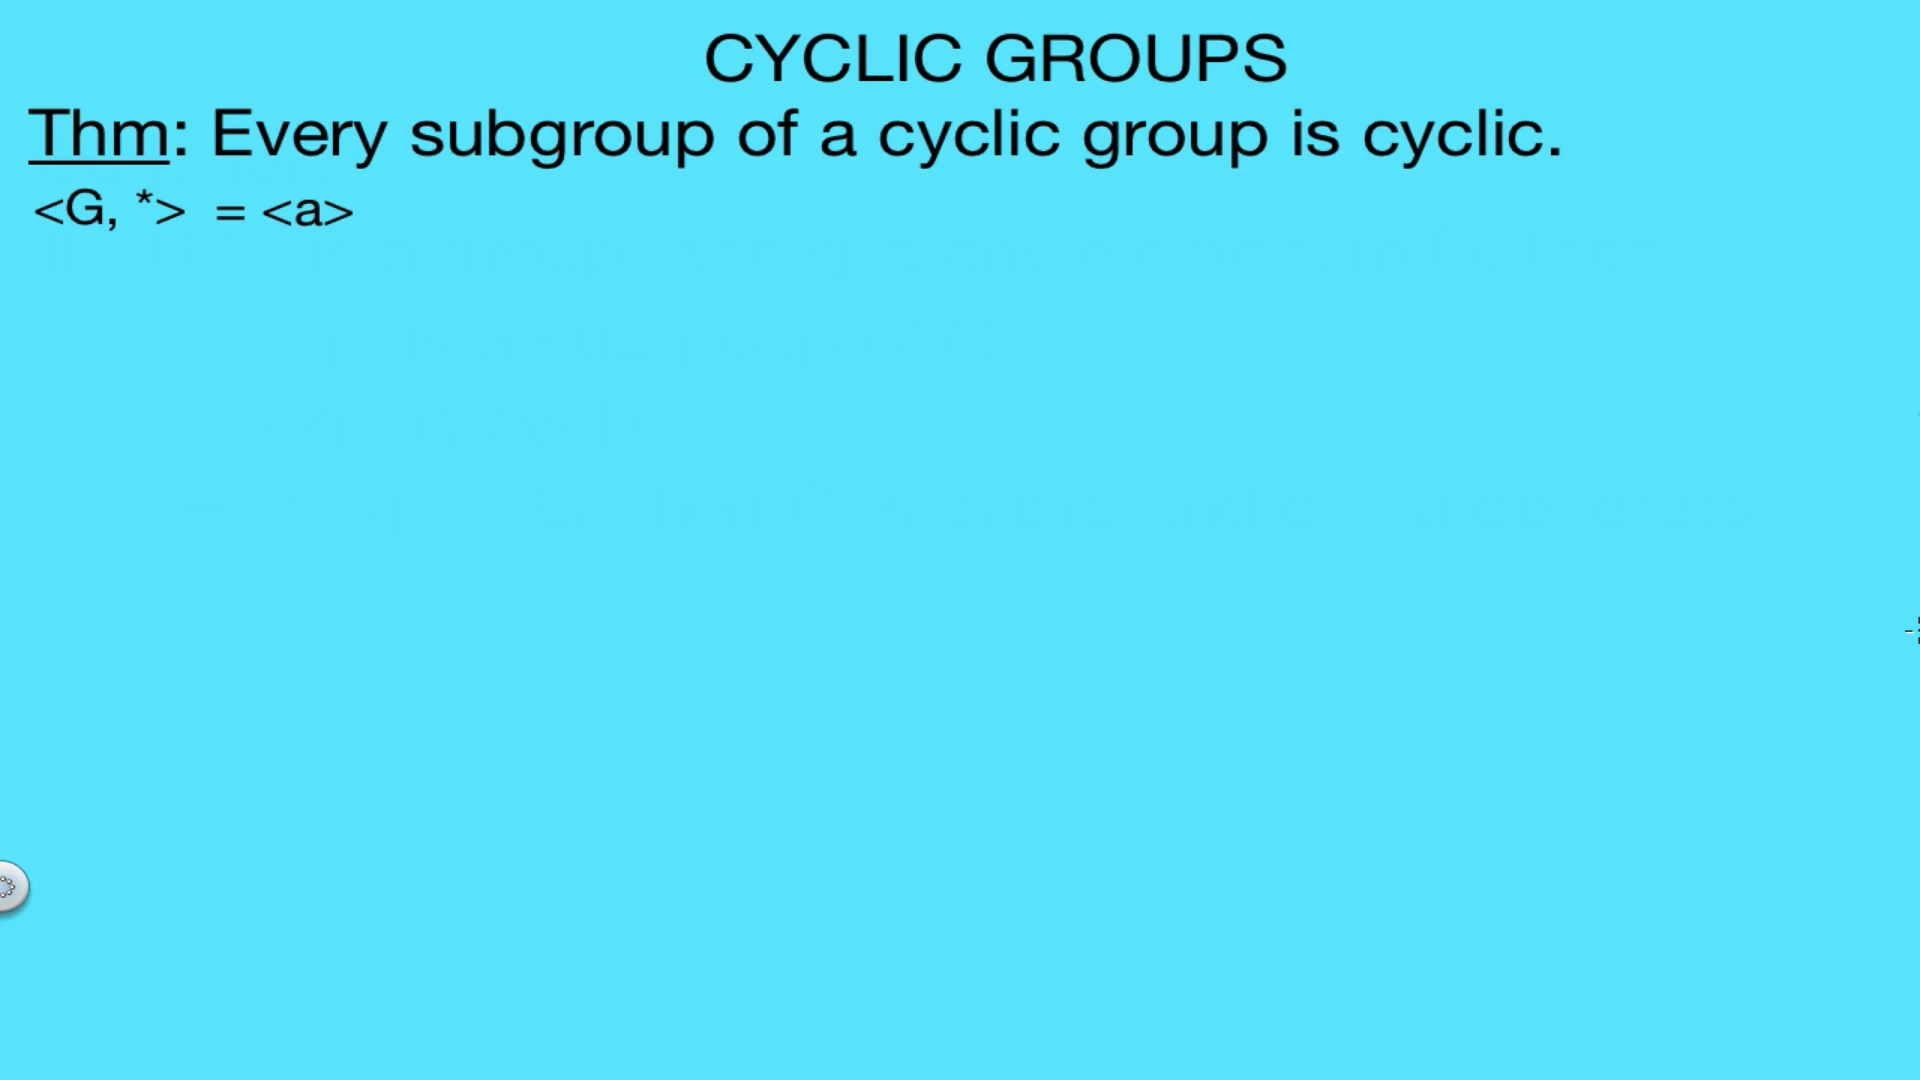 CYCLIC GROUPS
Thm: Every subgroup of a cyclic group is cyclic.
<G, *> = <a>